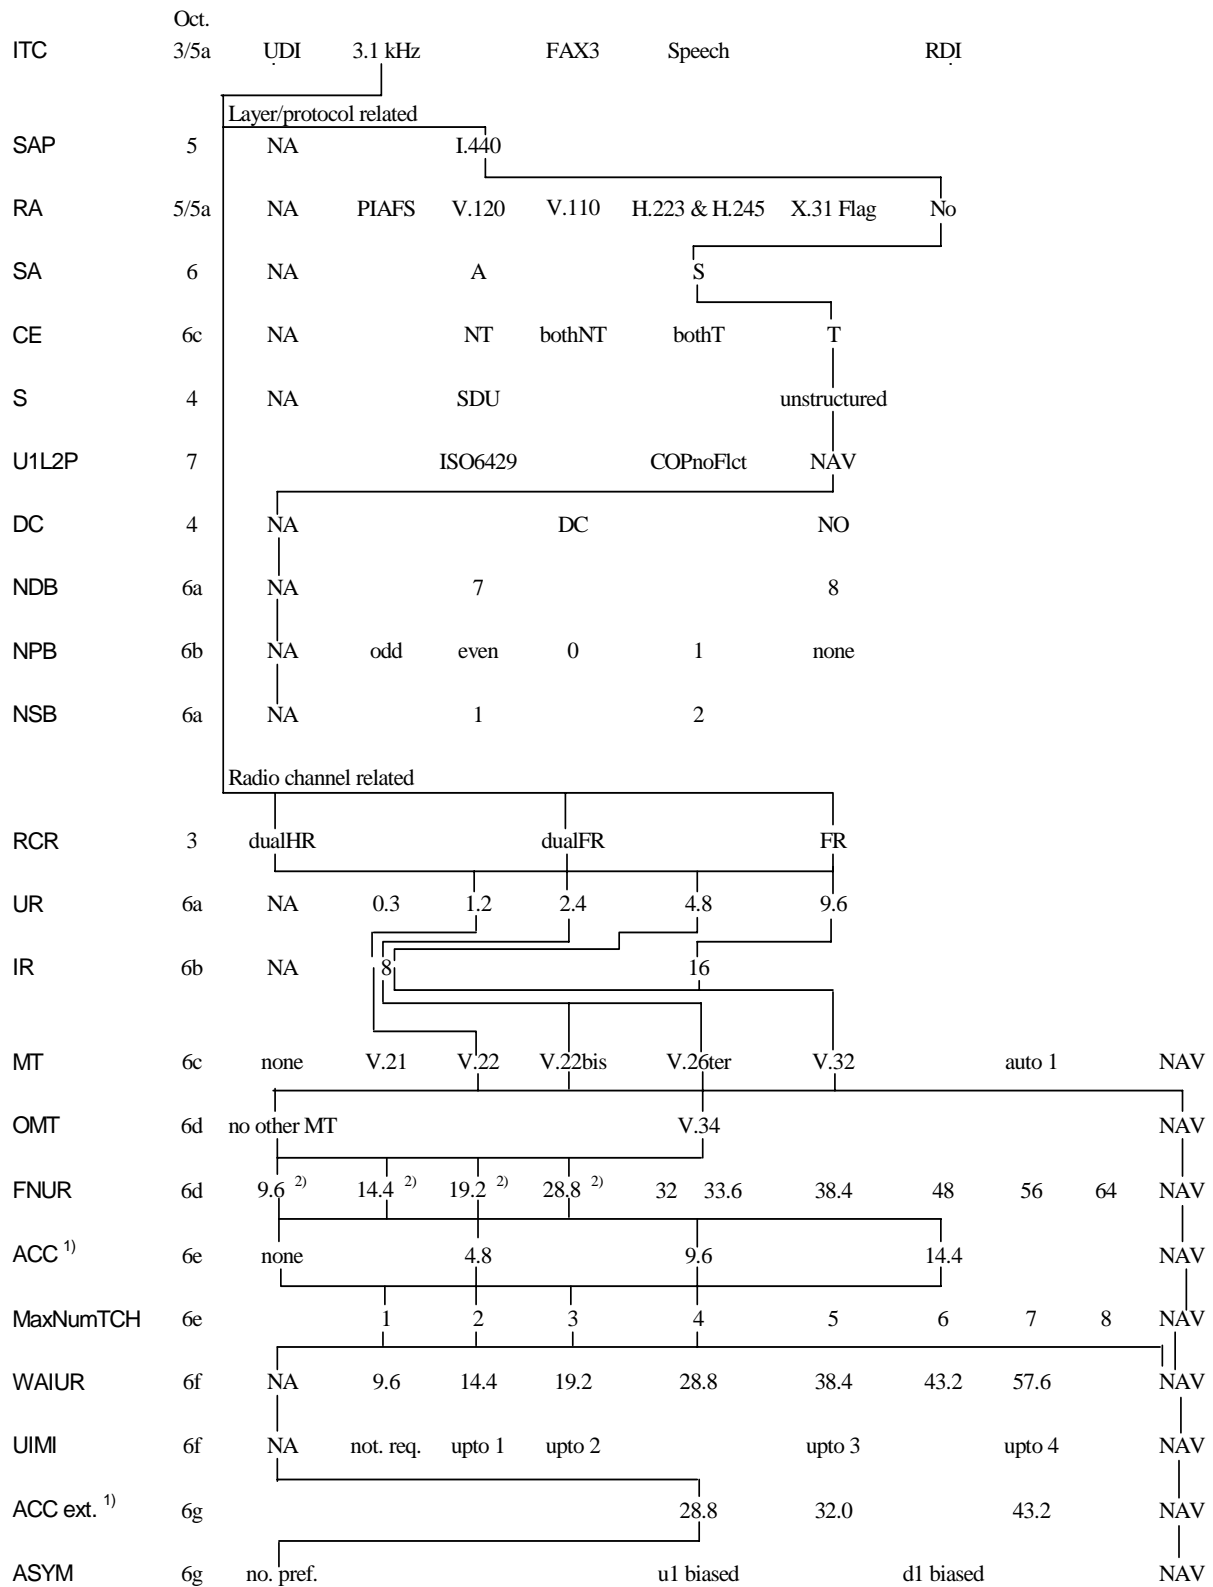 Oct.
ITC 3/5a UDI 3.1 kHz FAX3 Speech RDI
Layer/protocol related
SAP 5 NA I.440
RA 5/5a NA PIAFS V.120 V.110 H.223 & H.245 X.31 Flag No
SA 6 NA A S
CE 6c NA NT bothNT bothT T
S 4 NA SDU unstructured
U1L2P 7 ISO6429 COPnoFlct NAV
DC 4 NA DC NO
NDB 6a NA 7 8
NPB 6b NA odd even 0 1 none
NSB 6a NA 1 2
Radio channel related
RCR 3 dualHR dualFR FR
UR 6a NA 0.3 1.2 2.4 4.8 9.6
IR 6b NA 8 16
MT 6c none V.21 V.22 V.22bis V.26ter V.32 auto 1 NAV
OMT 6d no other MT V.34 NAV
FNUR 6d 9.6 2) 14.4 2) 19.2 2) 28.8 2) 32 33.6 38.4 48 56 64 NAV
ACC 1) 6e none 4.8 9.6 14.4 NAV
MaxNumTCH 6e 1 2 3 4 5 6 7 8 NAV
WAIUR 6f NA 9.6 14.4 19.2 28.8 38.4 43.2 57.6 NAV
UIMI 6f NA not. req. upto 1 upto 2 upto 3 upto 4 NAV
ACC ext. 1) 6g 28.8 32.0 43.2 NAV
ASYM 6g no. pref. u1 biased d1 biased NAV